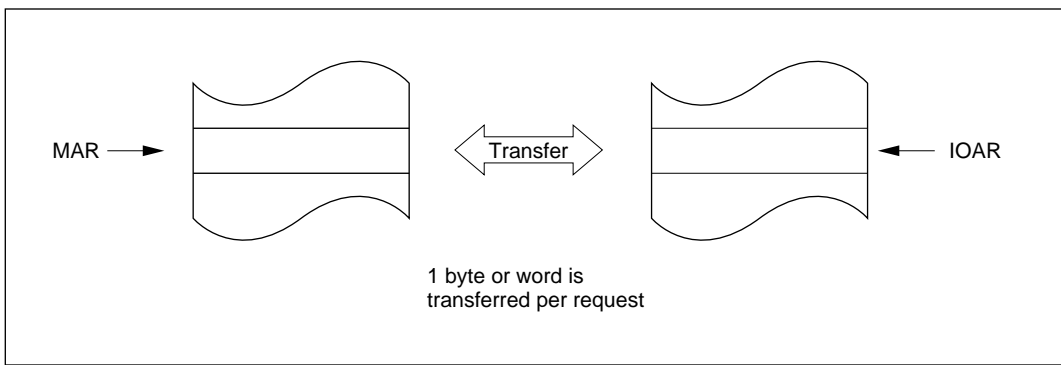 MAR
Transfer
IOAR
1 byte or word is
transferred per request